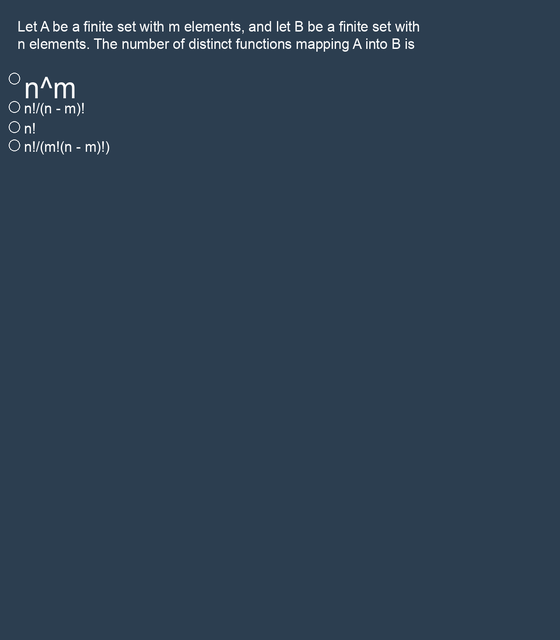 Let A be a finite set with m elements, and let B be a finite set with
n elements. The number of distinct functions mapping A into B is
n^m
n!/(n - m)!
n!
n!/(m!(n - m)!)